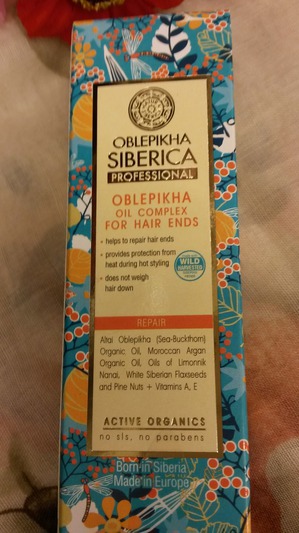 OBLEPIKHA
SIBERICA
PROFESSIONAL
OBLEPIKHA
OIL COMPLEX
FOR HAIR ENDS
• helps to repair hair ends
• provides protection from
heat during hot styling
• does not weigh
hair down
WILD
HARVESTED
REPAIR
Altai Oblepikha (Sea-Buckthorn)
Organic Oil, Moroccan Argan
Organic Oil, Oils of Limonnik
Nanai, White Siberian Flaxseeds
and Pine Nuts + Vitamins A, E
ACTIVE ORGANICS
no sls, no parabens
Born in Siberia
Made in Europe